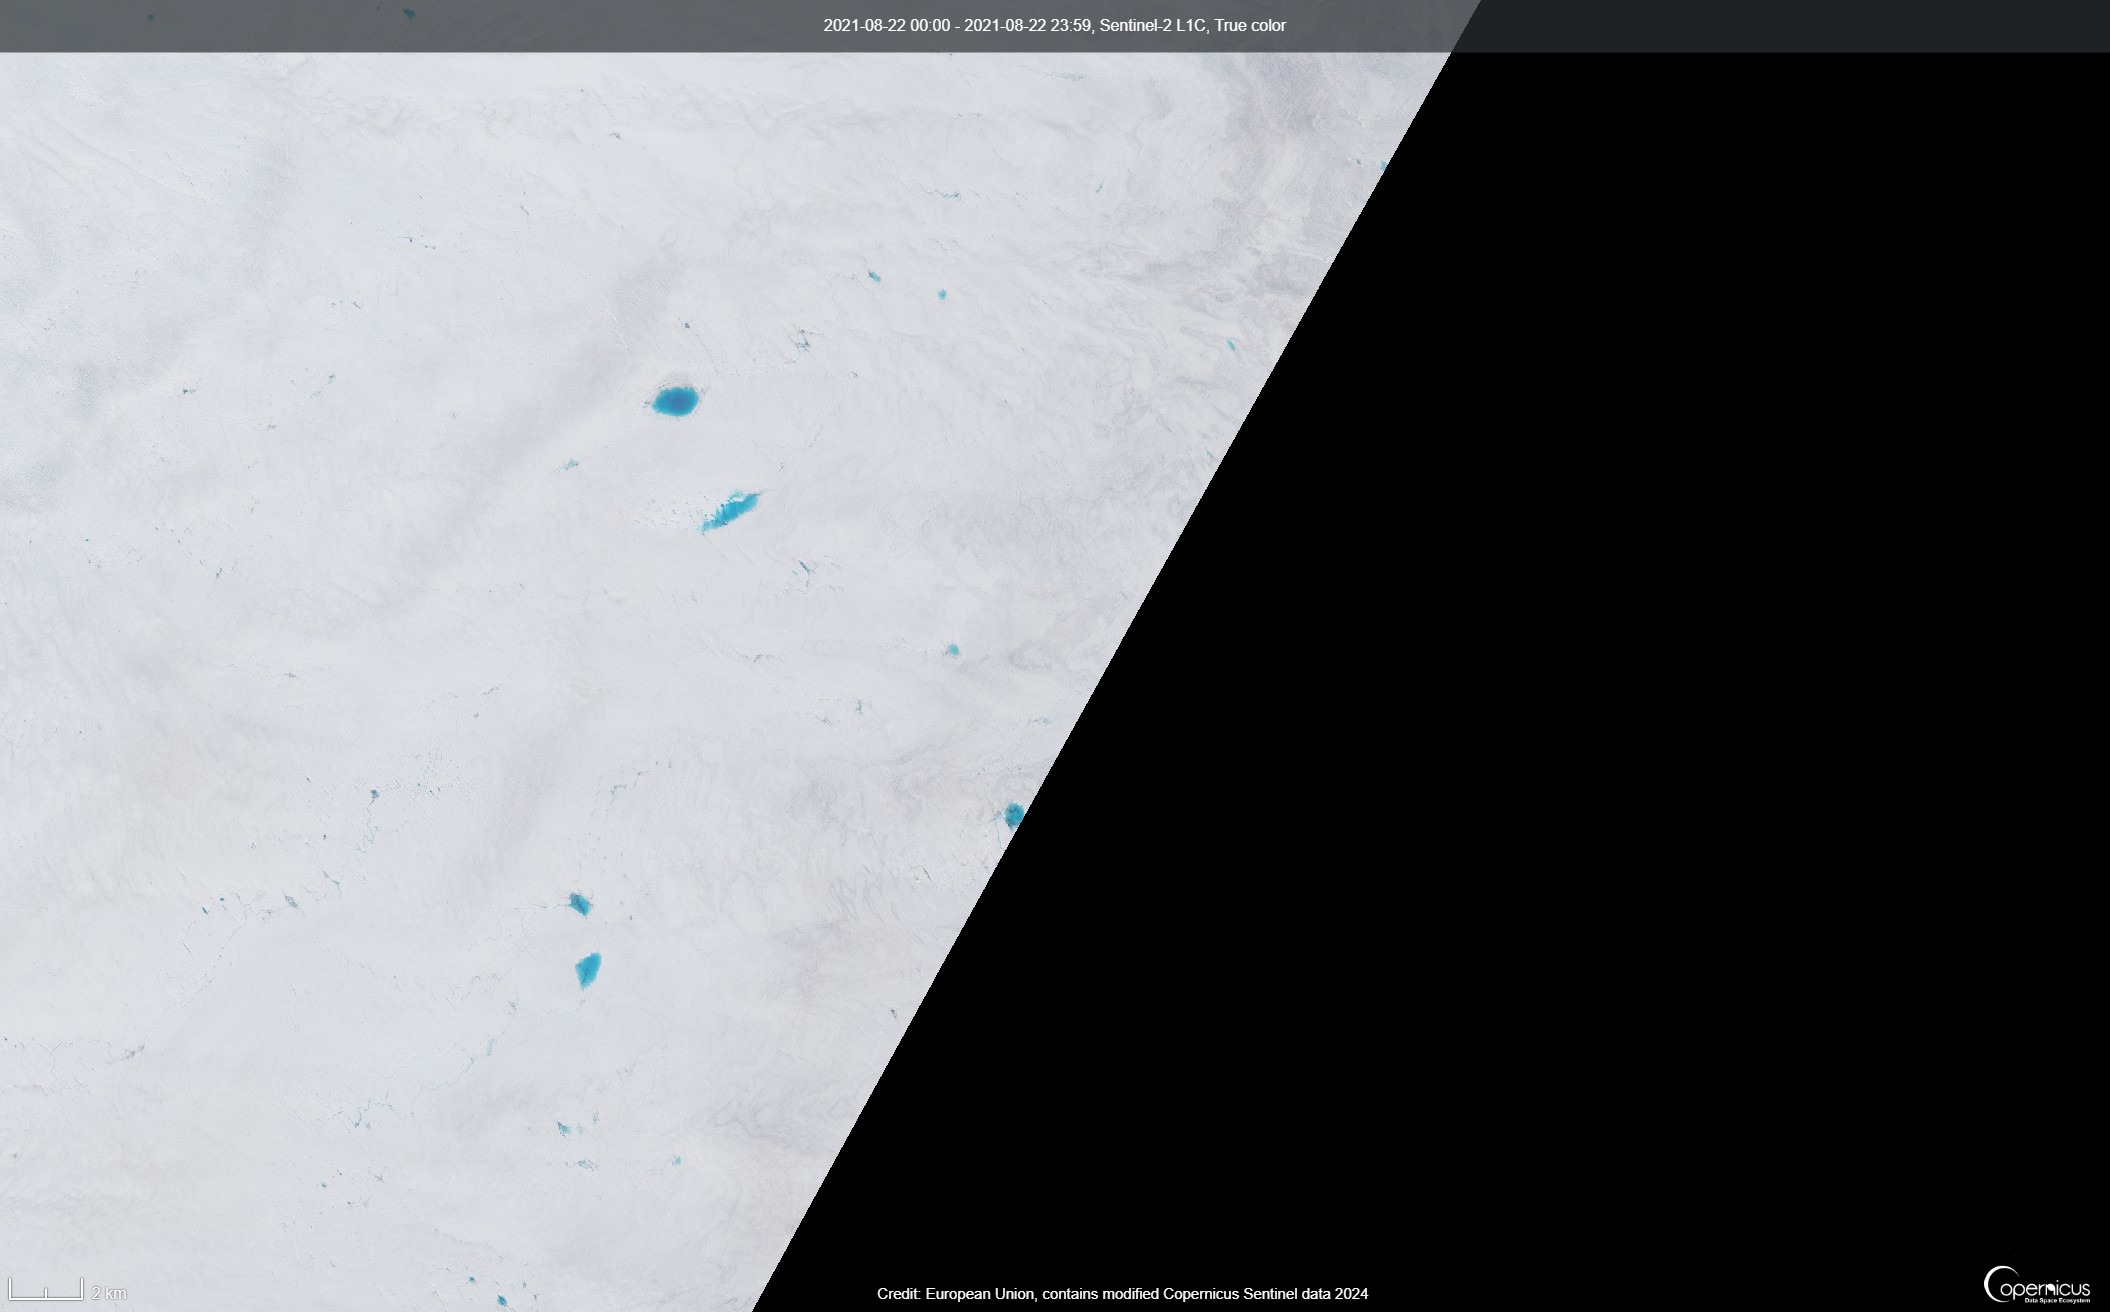 2021-08-22 00:00 - 2021-08-22 23:59, Sentinel-2 L1C, True color
2 km
Credit: European Union, contains modified Copernicus Sentinel data 2024
opernicus
Data Space Ecosystem